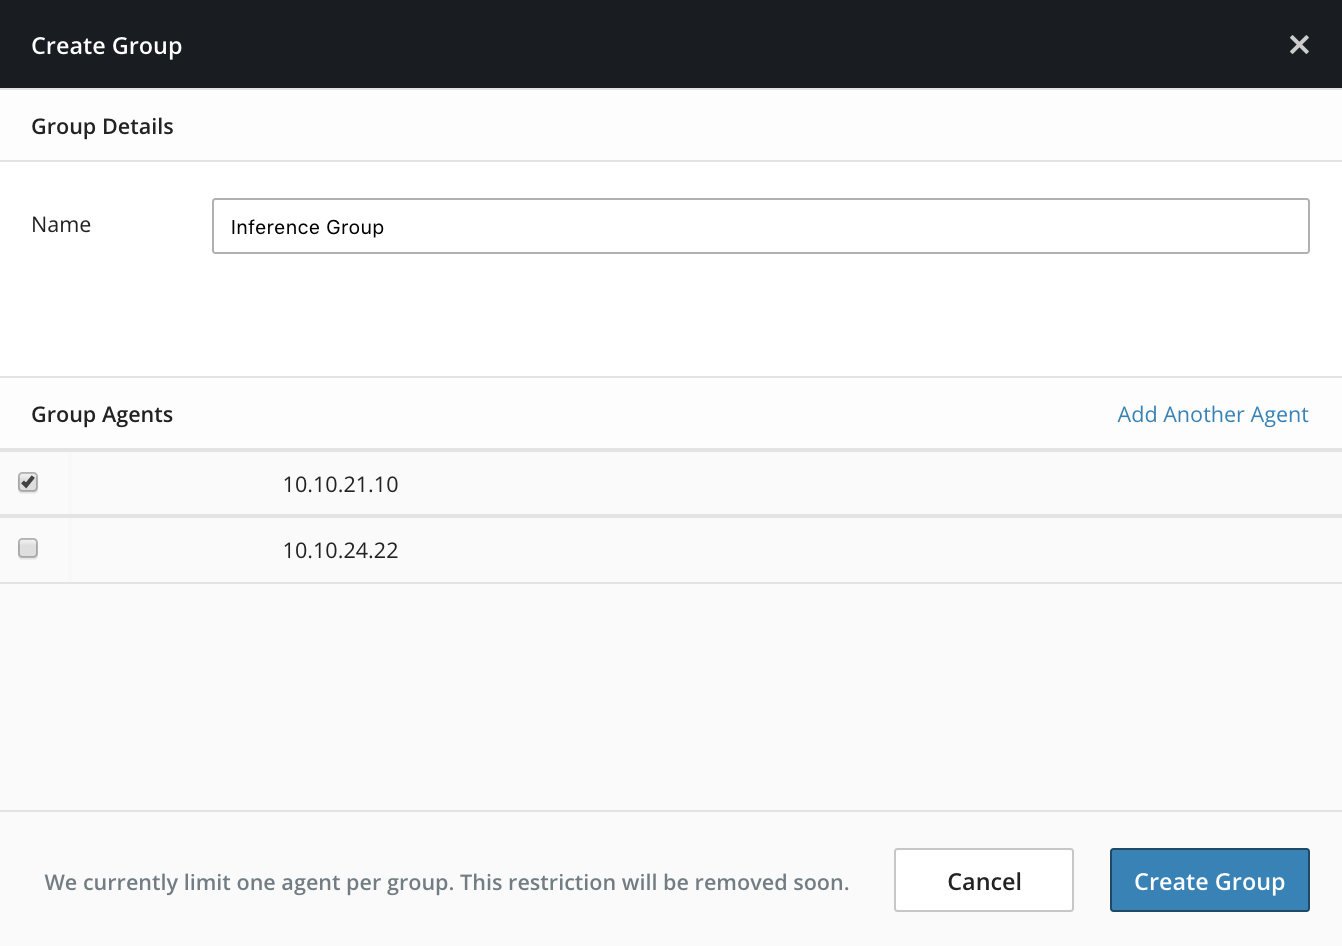 Create Group
Group Details
Name
Inference Group
Group Agents
Add Another Agent
10.10.21.10
10.10.24.22
We currently limit one agent per group. This restriction will be removed soon.
Cancel
Create Group